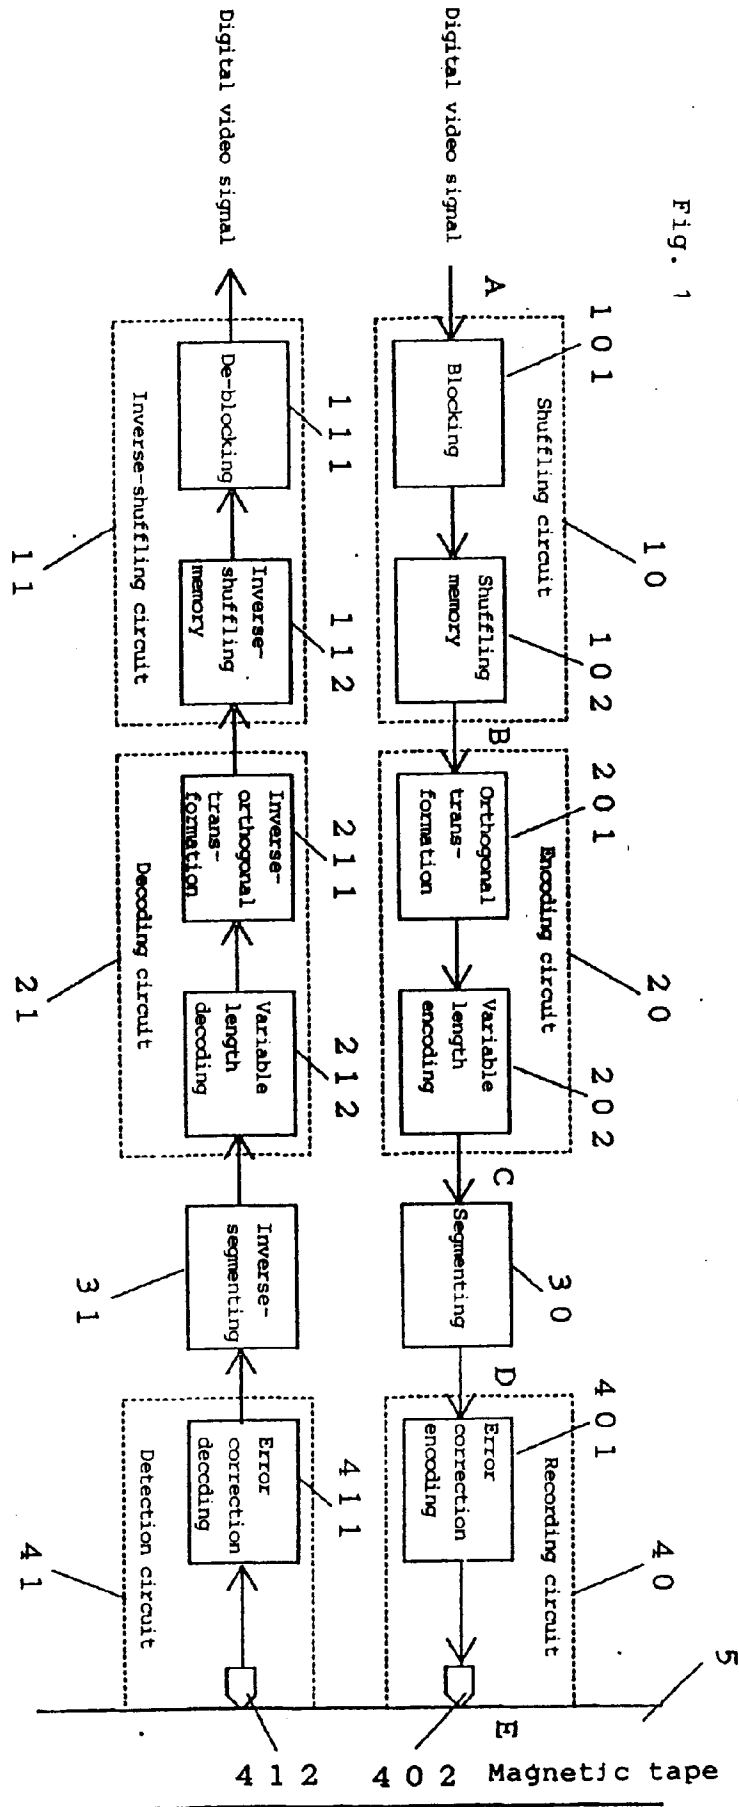 Fig. 1
10
101
102
Shuffling circuit
Digital video signal
A
Blocking
Shuffling
memory
B
20
201
202
Encoding circuit
Orthogonal
trans-
formation
Variable
length
encoding
C
30
Segmenting
D
40
401
Recording circuit
Error
correction
encoding
402
E
5
Magnetic tape
Digital video signal
111
112
De-blocking
Inverse-
shuffling
memory
Inverse-shuffling circuit
11
211
212
Inverse-
orthogonal
trans-
formation
Variable
length
decoding
Decoding circuit
21
Inverse-
segmenting
31
411
Error
correction
decoding
412
Detection circuit
41